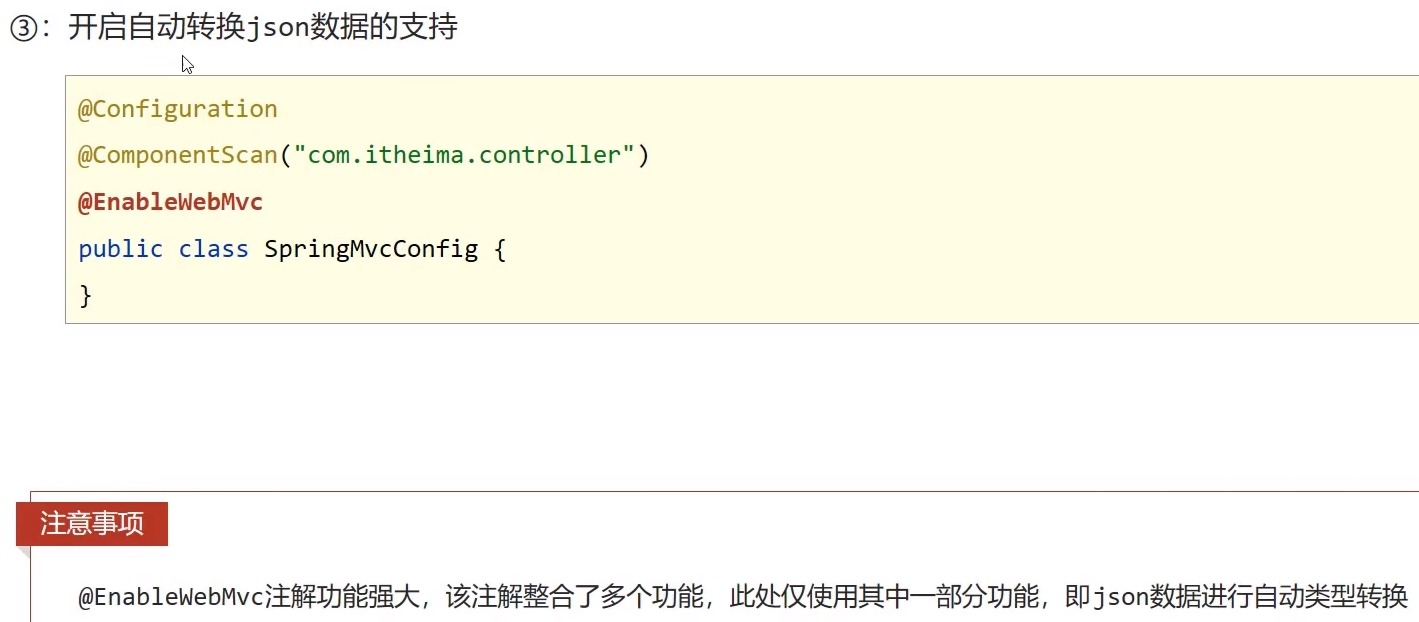 ③：开启自动转换json数据的支持
@Configuration
@ComponentScan("com.itheima.controller")
@EnableWebMvc
public class SpringMvcConfig {
}
注意事项
@EnableWebMvc注解功能强大，该注解整合了多个功能，此处仅使用其中一部分功能，即json数据进行自动类型转换